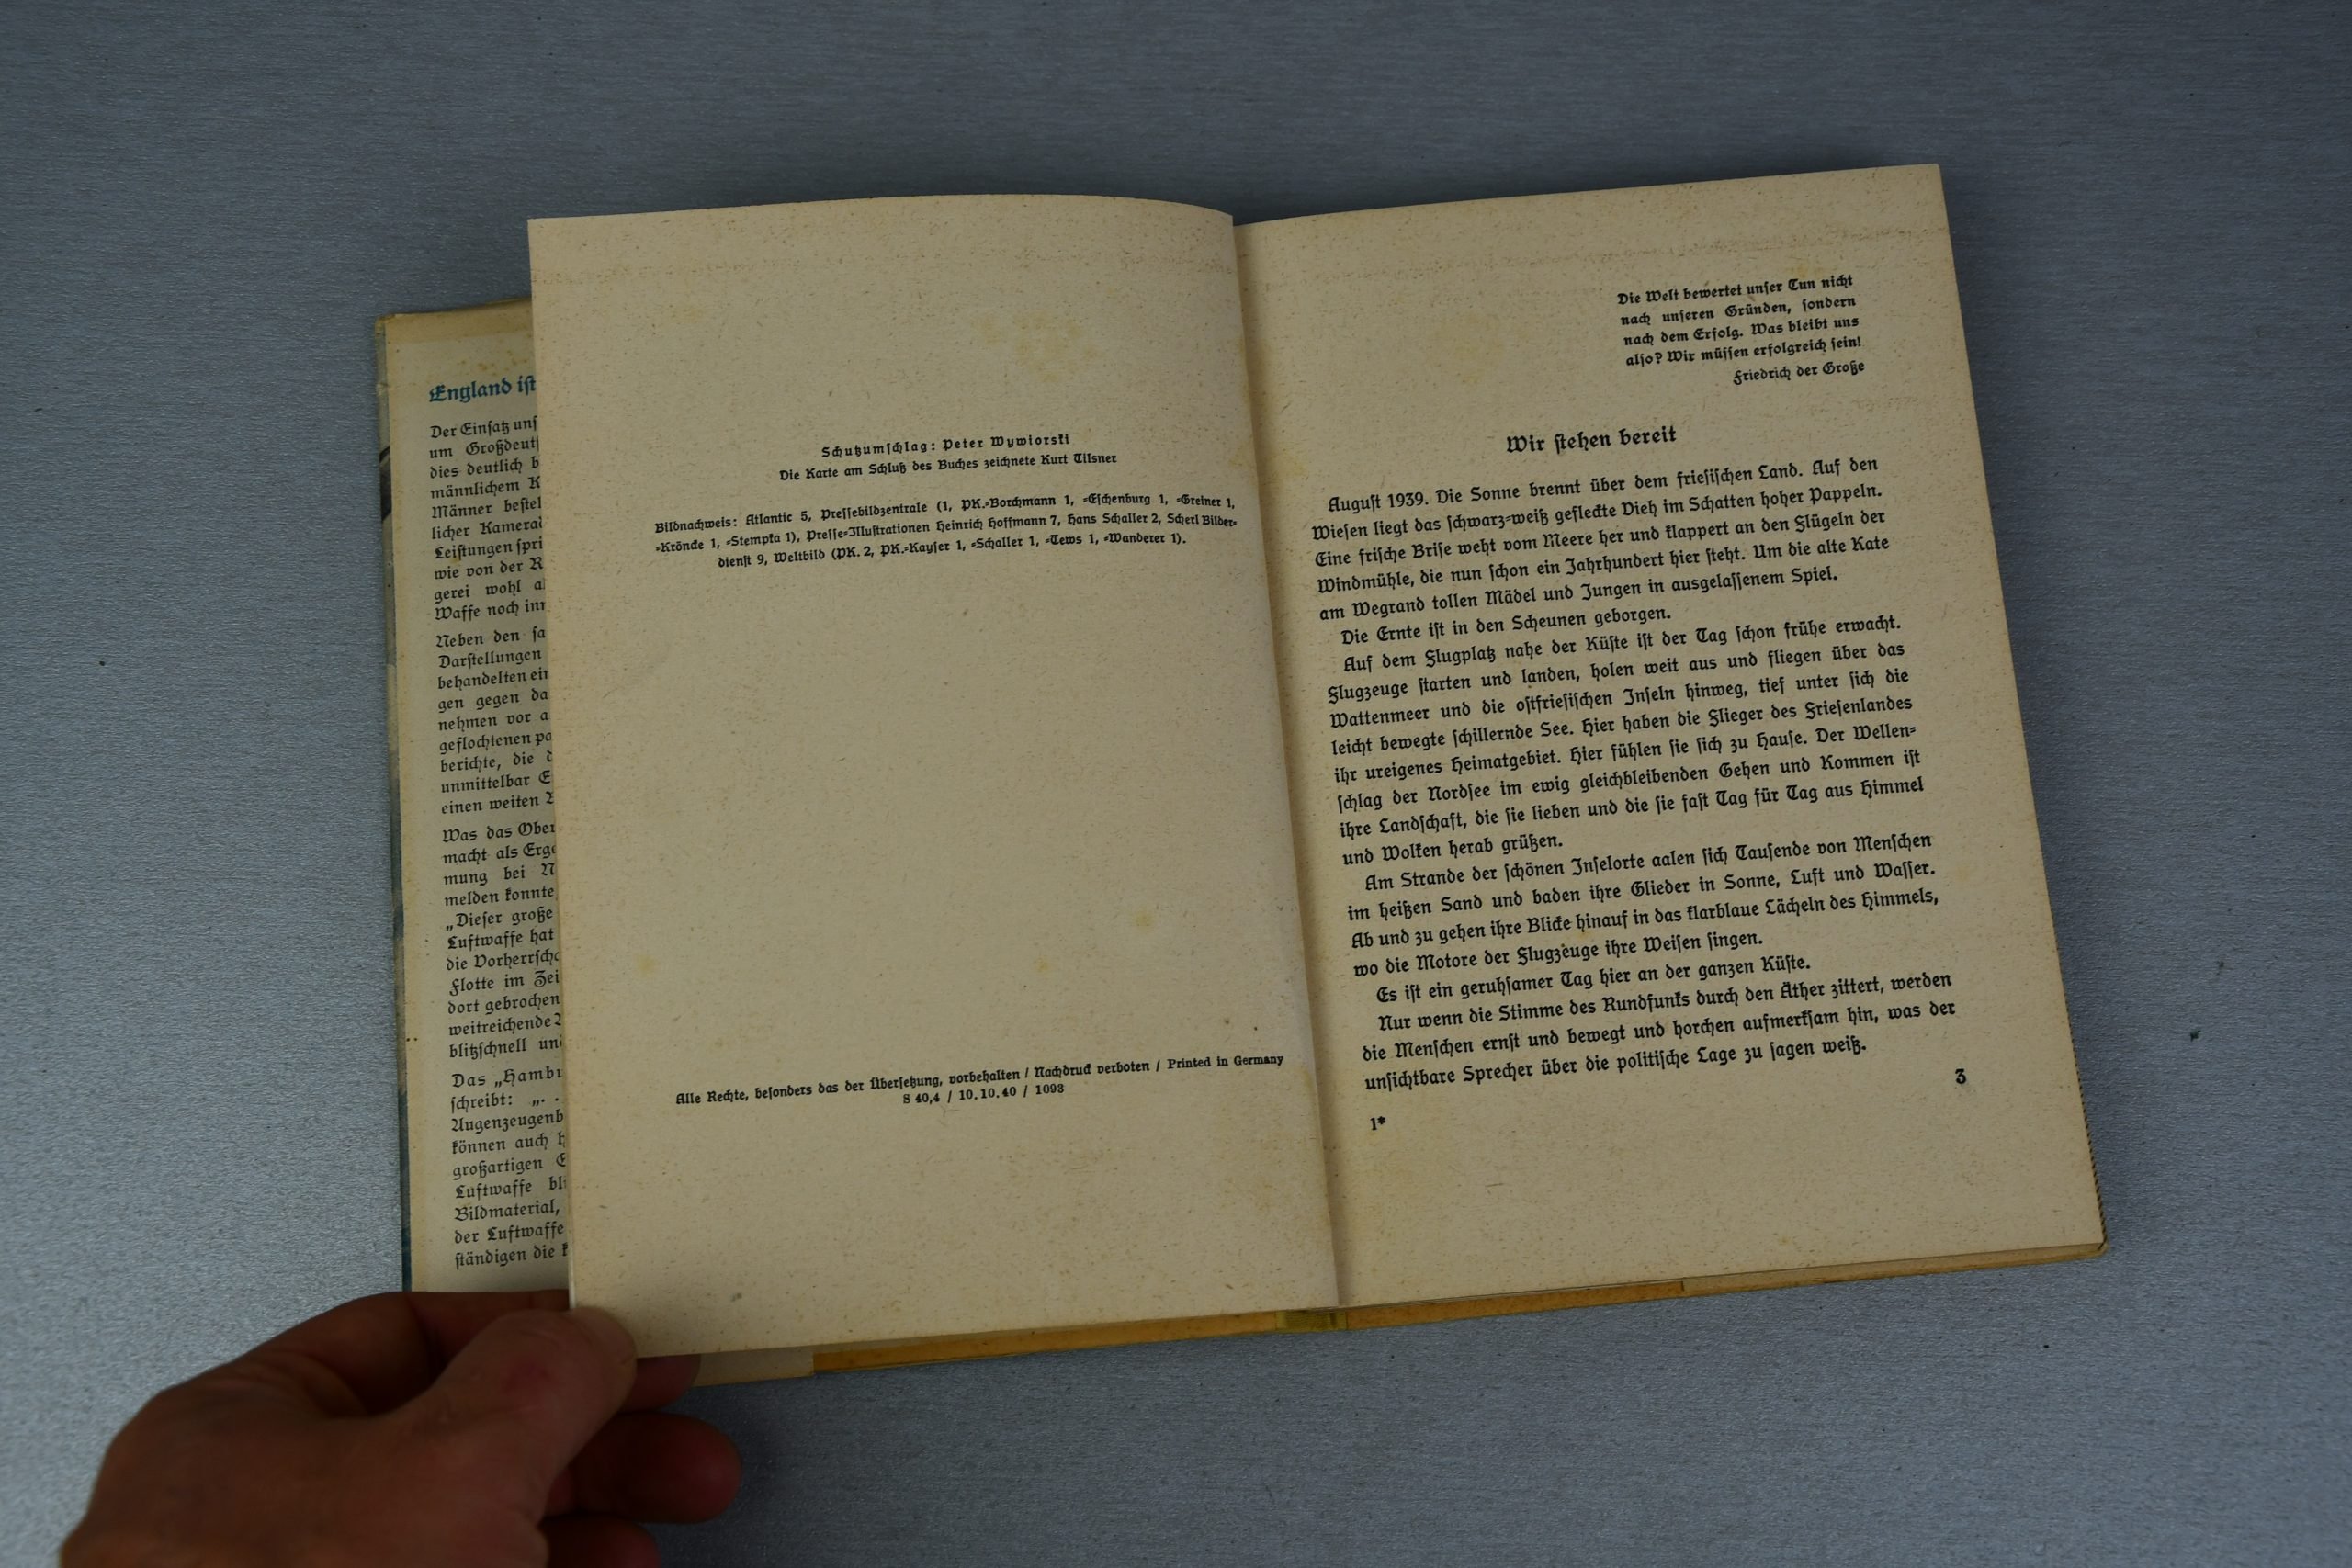 England ist
Der Einsatz uns
um Großdeuts
dies deutlich b
männlichem K
Männer bestel
licher Kamerad
Leistungen spri
wie von der R
gerei wohl a
Waffe noch inn
Neben den sa
Darstellungen
behandelten ein
gen gegen da
nehmen vor a
geflochtenen pa
berichte, die d
unmittelbar E
einen weiten
Was das Ober
macht als Erge
mung bei N
melden konnte
„Dieser große
Luftwaffe hat
die Vorherrscha
Flotte im Zei
dort gebrochen
weitreichende
blitzschnell und
Das „Hambu
schreibt: „. .
Augenzeugenb
können auch h
großartigen E
Luftwaffe bl
Bildmaterial,
der Luftwaffe
ständigen die k
Schutzumschlag: Peter Wywiorski
Die Karte am Schluß des Buches zeichnete Kurt Tilsner
Bildnachweis: Atlantic 5, Pressebildzentrale (1, PK.-Borchmann 1, -Eschenburg 1, -Greiner 1,
-Kröncke 1, -Stempka 1), Presse-Illustrationen Heinrich Hoffmann 7, Hans Schaller 2, Scherl Bilder-
dienst 9, Weltbild (PK. 2, PK.-Kayser 1, -Schaller 1, -Tews 1, -Wanderer 1).
Alle Rechte, besonders das der Übersetzung, vorbehalten / Nachdruck verboten / Printed in Germany
S 40,4 / 10.10.40 / 1093
Die Welt bewertet unser Tun nicht
nach unseren Gründen, sondern
nach dem Erfolg. Was bleibt uns
also? Wir müssen erfolgreich sein!
Friedrich der Große
Wir stehen bereit
August 1939. Die Sonne brennt über dem friesischen Land. Auf den
Wiesen liegt das schwarz-weiß gefleckte Vieh im Schatten hoher Pappeln.
Eine frische Brise weht vom Meere her und klappert an den Flügeln der
Windmühle, die nun schon ein Jahrhundert hier steht. Um die alte Kate
am Wegrand tollen Mädel und Jungen in ausgelassenem Spiel.
Die Ernte ist in den Scheunen geborgen.
Auf dem Flugplatz nahe der Küste ist der Tag schon frühe erwacht.
Flugzeuge starten und landen, holen weit aus und fliegen über das
Wattenmeer und die ostfriesischen Inseln hinweg, tief unter sich die
leicht bewegte schillernde See. Hier haben die Flieger des Friesenlandes
ihr ureigenes Heimatgebiet. Hier fühlen sie sich zu Hause. Der Wellen-
schlag der Nordsee im ewig gleichbleibenden Gehen und Kommen ist
ihre Landschaft, die sie lieben und die sie fast Tag für Tag aus Himmel
und Wolken herab grüßen.
Am Strande der schönen Inselorte aalen sich Tausende von Menschen
im heißen Sand und baden ihre Glieder in Sonne, Luft und Wasser.
Ab und zu gehen ihre Blicke hinauf in das klarblaue Lächeln des Himmels,
wo die Motore der Flugzeuge ihre Weisen singen.
Es ist ein geruhsamer Tag hier an der ganzen Küste.
Nur wenn die Stimme des Rundfunks durch den Äther zittert, werden
die Menschen ernst und bewegt und horchen aufmerksam hin, was der
unsichtbare Sprecher über die politische Lage zu sagen weiß.
3
1*